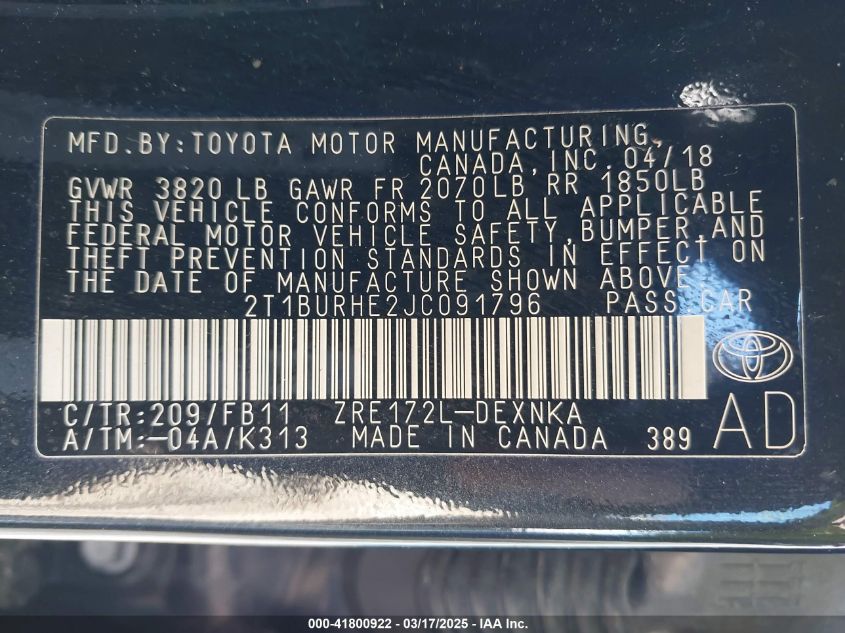 MFD.BY:TOYOTA MOTOR MANUFACTURING,
CANADA,INC.04/18
GVWR 3820 LB GAWR FR 2070LB RR 1850LB
THIS VEHICLE CONFORMS TO ALL APPLICABLE
FEDERAL MOTOR VEHICLE SAFETY,BUMPER,AND
THEFT PREVENTION STANDARDS IN EFFECT ON
THE DATE OF MANUFACTURE SHOWN ABOVE.
2T1BURHE2JC091796 PASS CAR
C/TR:209/FB11 ZRE172L-DEXNKA
A/TM:-04A/K313 MADE IN CANADA 389 AD
000-41800922 - 03/17/2025 - IAA Inc.